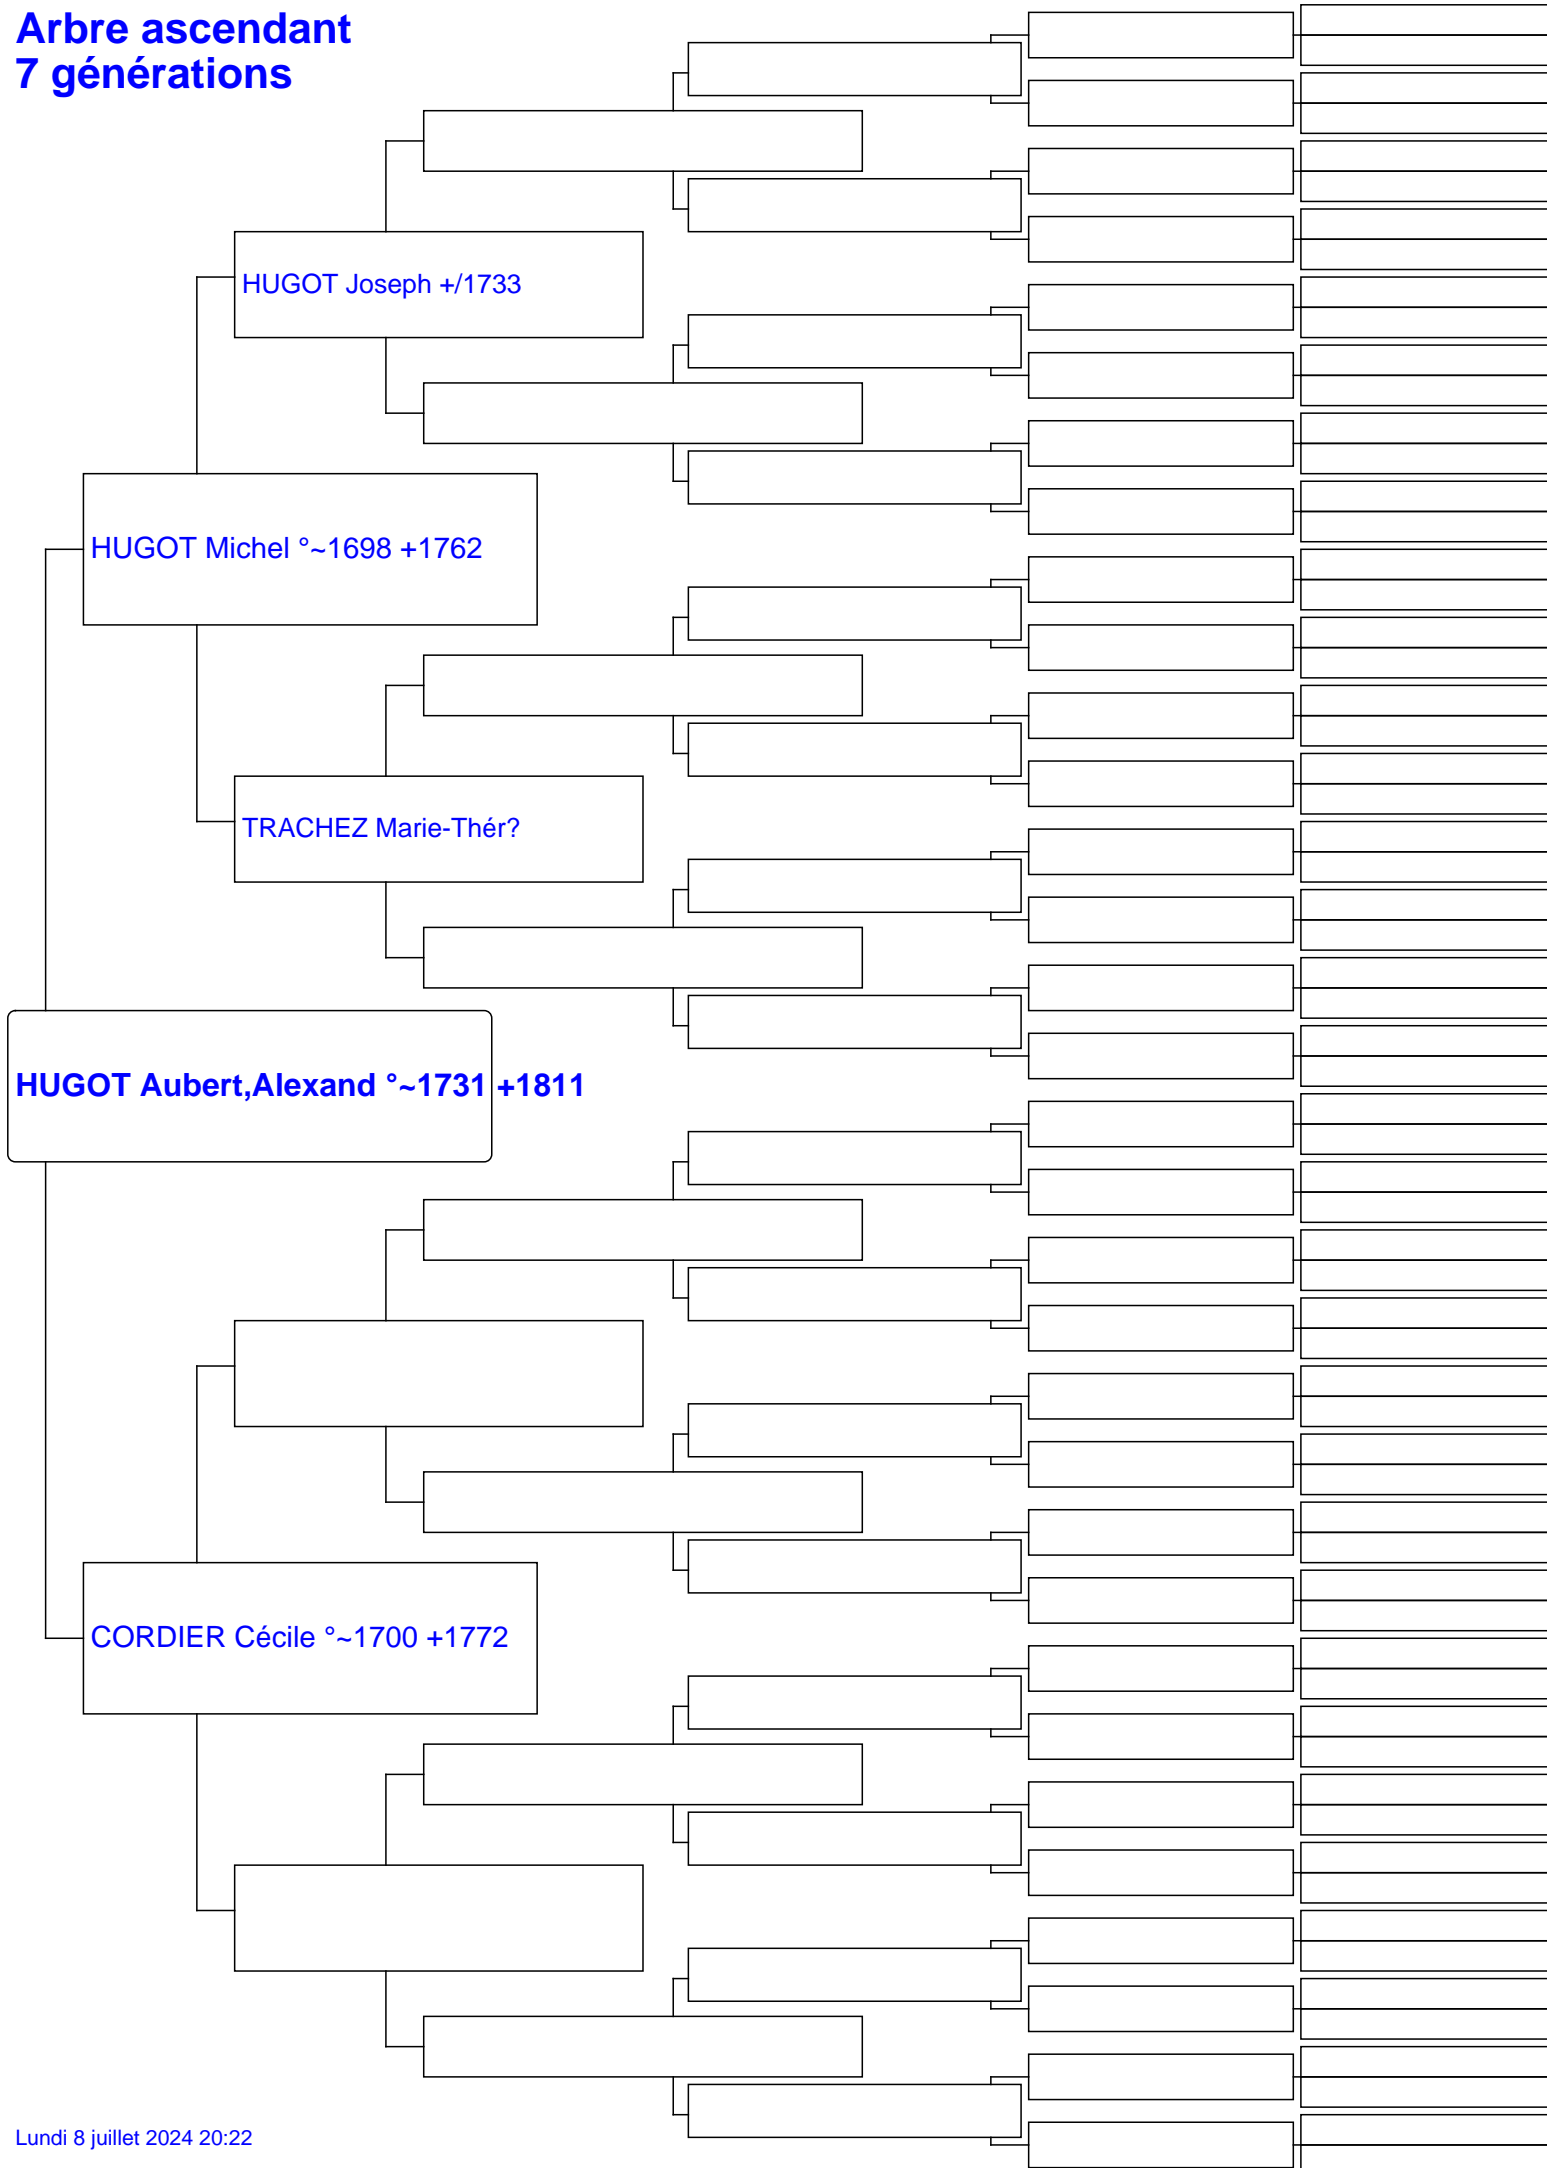 Arbre ascendant
7 générations
HUGOT Joseph +/1733
HUGOT Michel °~1698 +1762
TRACHEZ Marie-Thér?
HUGOT Aubert,Alexand °~1731 +1811
CORDIER Cécile °~1700 +1772
Lundi 8 juillet 2024 20:22